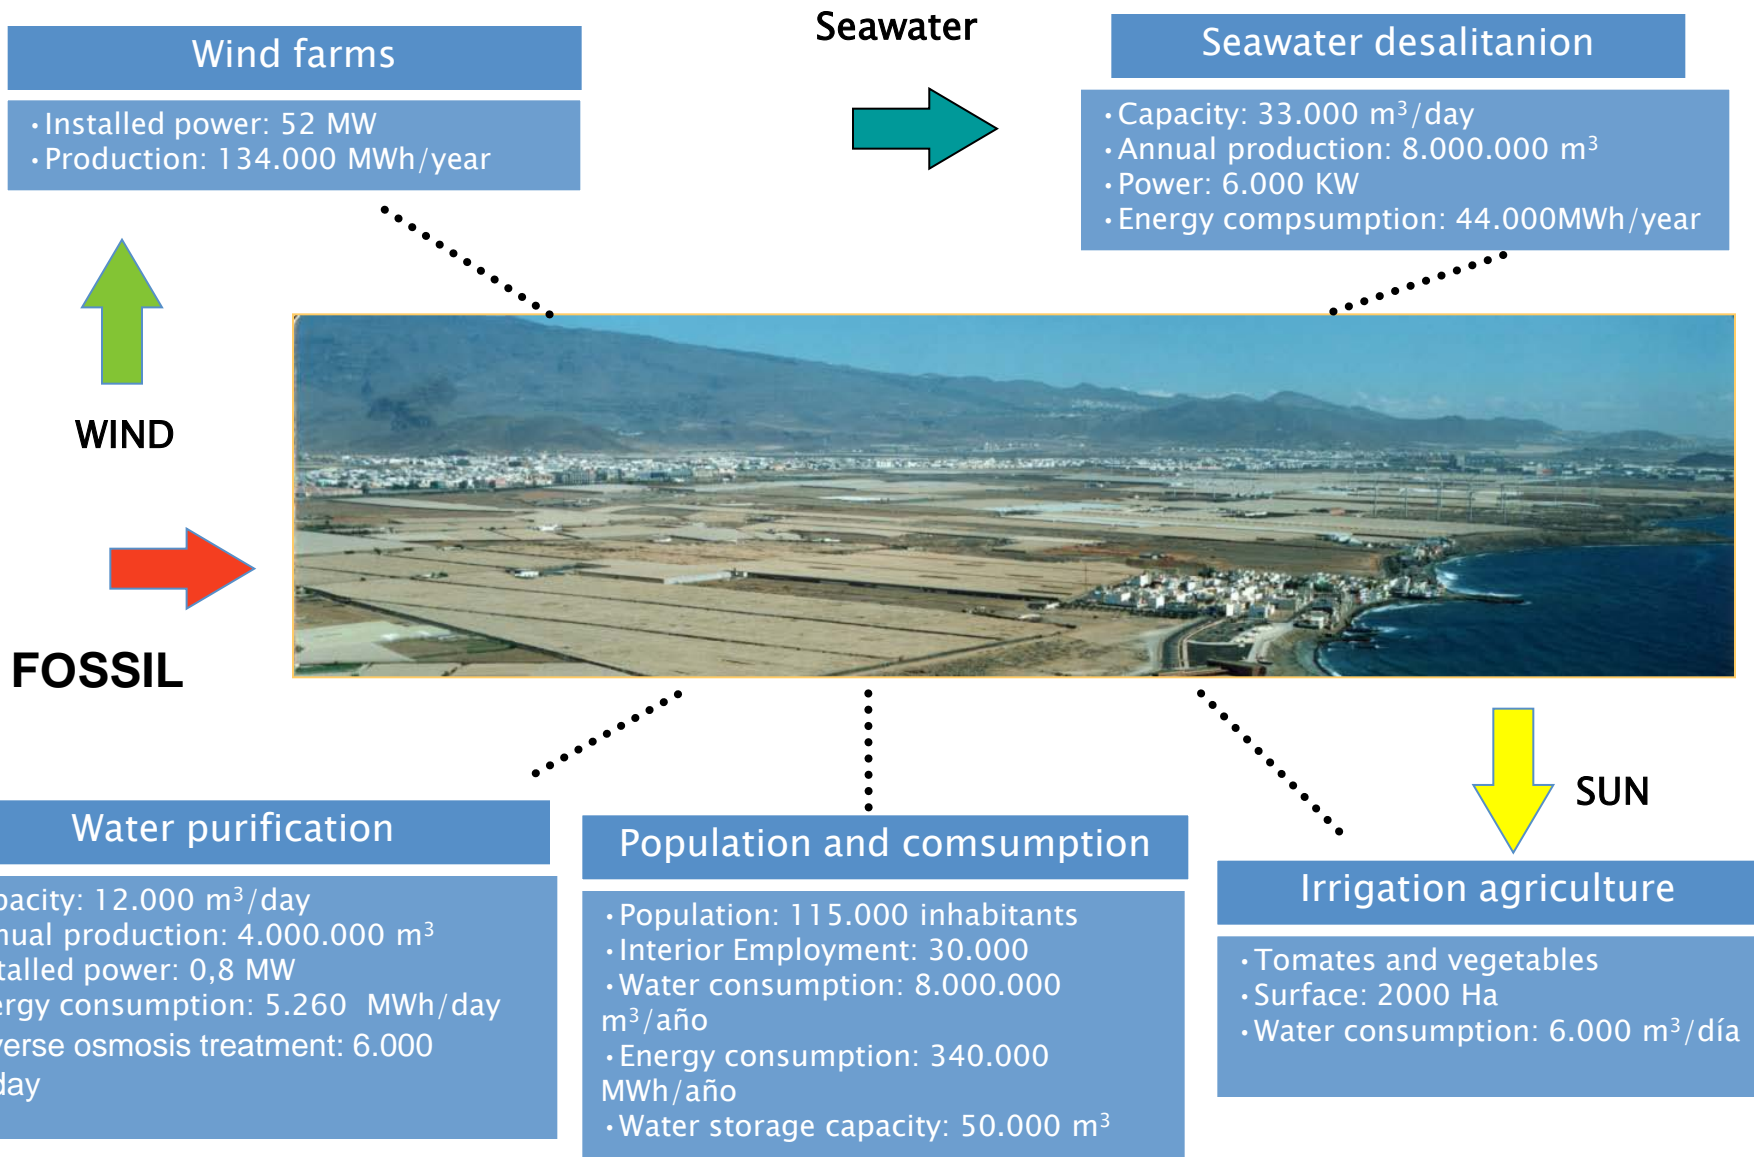 Seawater
Wind farms
· Installed power: 52 MW
· Production: 134.000 MWh/year
Seawater desalitanion
· Capacity: 33.000 m³/day
· Annual production: 8.000.000 m³
· Power: 6.000 KW
· Energy compsumption: 44.000MWh/year
WIND
FOSSIL
SUN
Water purification
pacity: 12.000 m³/day
nual production: 4.000.000 m³
talled power: 0,8 MW
ergy consumption: 5.260 MWh/day
verse osmosis treatment: 6.000
day
Population and comsumption
· Population: 115.000 inhabitants
· Interior Employment: 30.000
· Water consumption: 8.000.000
m³/año
· Energy consumption: 340.000
MWh/año
· Water storage capacity: 50.000 m³
Irrigation agriculture
· Tomates and vegetables
· Surface: 2000 Ha
· Water consumption: 6.000 m³/día